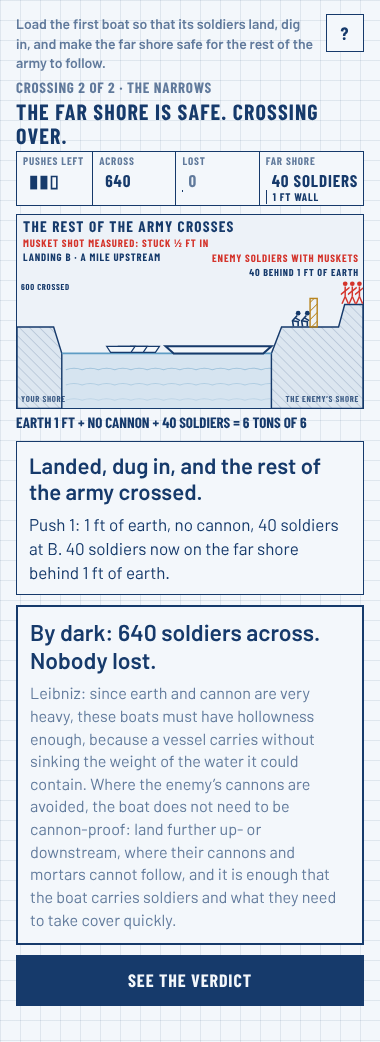 Load the first boat so that its soldiers land, dig
in, and make the far shore safe for the rest of the
army to follow.
?
CROSSING 2 OF 2 · THE NARROWS
THE FAR SHORE IS SAFE. CROSSING
OVER.
PUSHES LEFT
ACROSS
640
LOST
0
FAR SHORE
40 SOLDIERS
1 FT WALL
THE REST OF THE ARMY CROSSES
MUSKET SHOT MEASURED: STUCK ½ FT IN
LANDING B · A MILE UPSTREAM
ENEMY SOLDIERS WITH MUSKETS
40 BEHIND 1 FT OF EARTH
600 CROSSED
YOUR SHORE
THE ENEMY'S SHORE
EARTH 1 FT + NO CANNON + 40 SOLDIERS = 6 TONS OF 6
Landed, dug in, and the rest of
the army crossed.
Push 1: 1 ft of earth, no cannon, 40 soldiers
at B. 40 soldiers now on the far shore
behind 1 ft of earth.
By dark: 640 soldiers across.
Nobody lost.
Leibniz: since earth and cannon are very
heavy, these boats must have hollowness
enough, because a vessel carries without
sinking the weight of the water it could
contain. Where the enemy's cannons are
avoided, the boat does not need to be
cannon-proof: land further up- or
downstream, where their cannons and
mortars cannot follow, and it is enough that
the boat carries soldiers and what they need
to take cover quickly.
SEE THE VERDICT